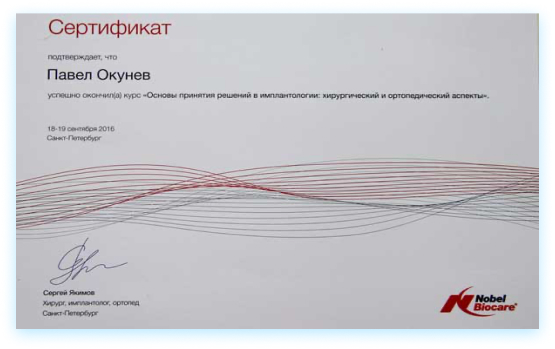 Сертификат
подтверждает, что
Павел Окунев
успешно окончил(а) курс «Основы принятия решений в имплантологии: хирургический и ортопедический аспекты».
18-19 сентября 2016
Санкт-Петербург
Сергей Якимов
Хирург, имплантолог, ортопед
Санкт-Петербург
Nobel
Biocare®